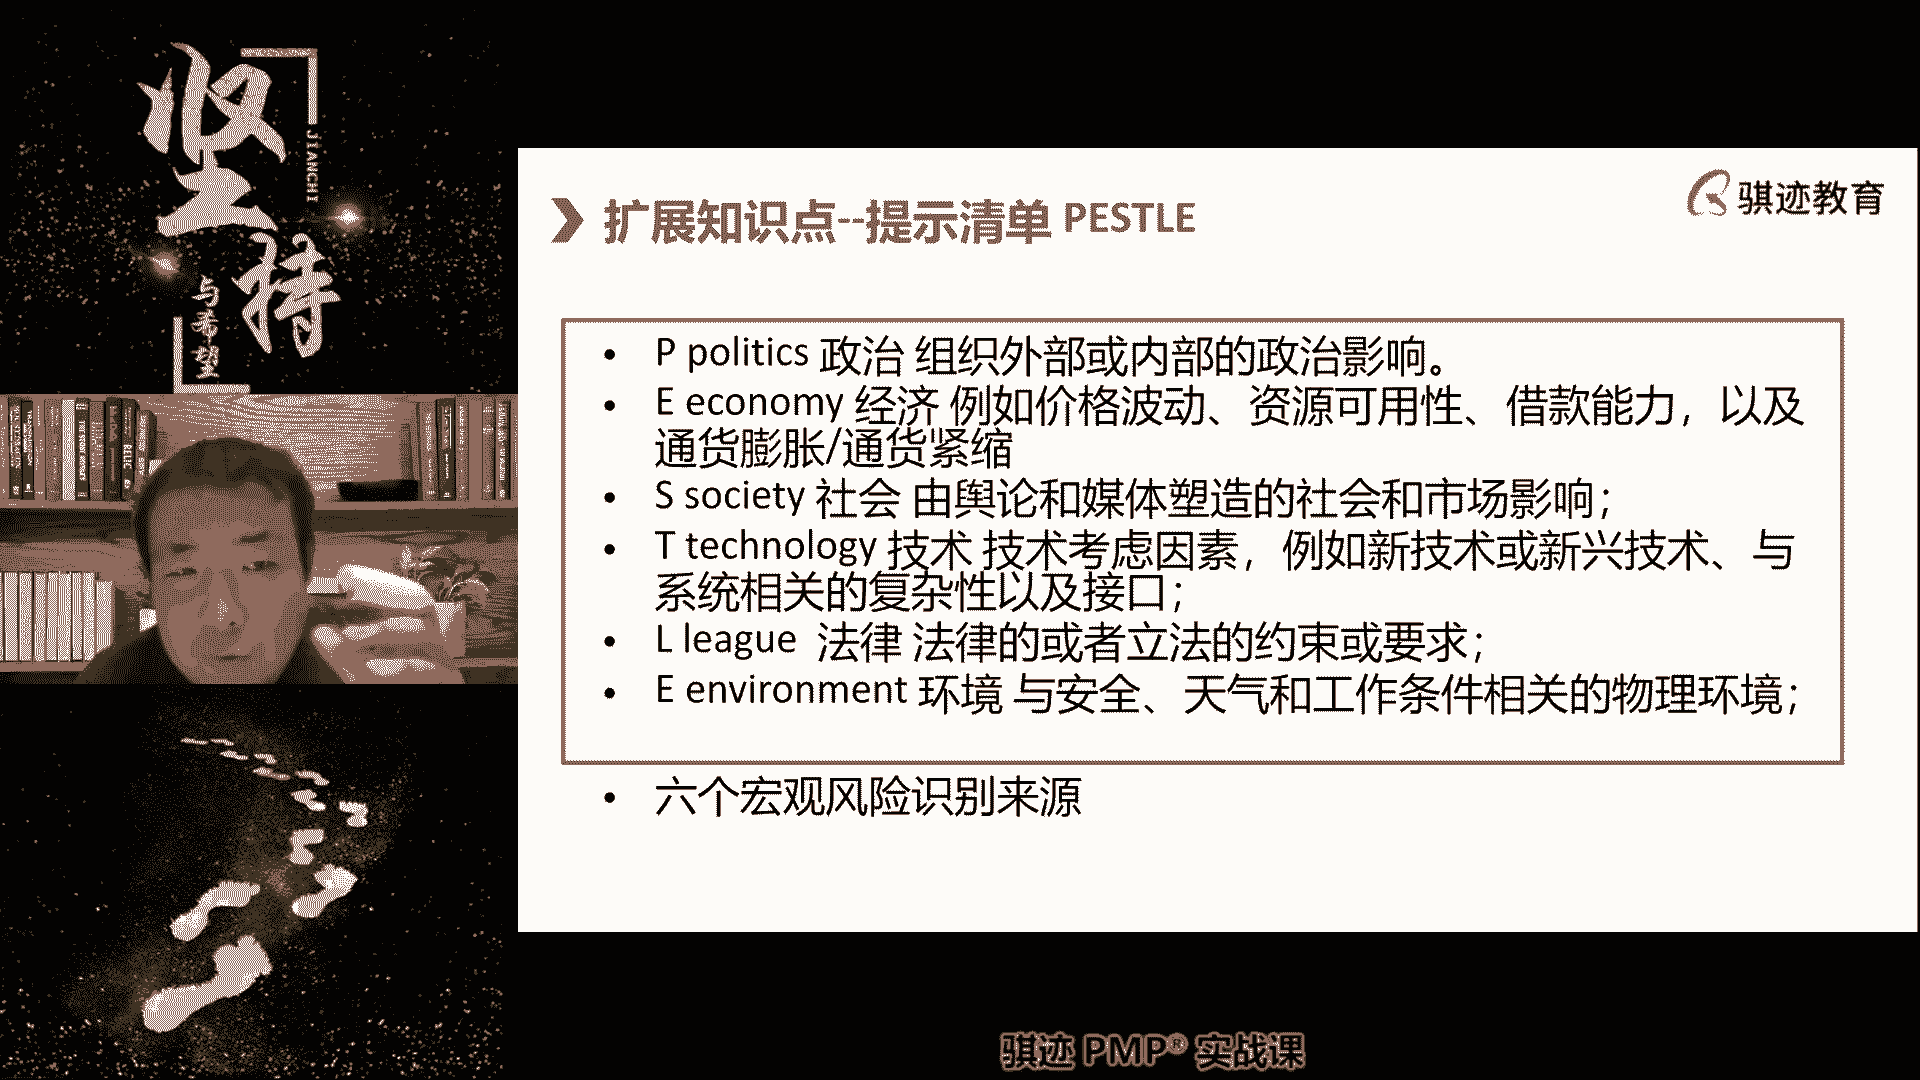 坚持
JIANCHI
与希望
骐迹教育
扩展知识点--提示清单 PESTLE
• P politics 政治 组织外部或内部的政治影响。
• E economy 经济 例如价格波动、资源可用性、借款能力，以及
通货膨胀/通货紧缩
• S society 社会 由舆论和媒体塑造的社会和市场影响；
• T technology 技术 技术考虑因素，例如新技术或新兴技术、与
系统相关的复杂性以及接口；
• L league 法律 法律的或者立法的约束或要求；
• E environment 环境 与安全、天气和工作条件相关的物理环境；
• 六个宏观风险识别来源
骐迹 PMP® 实战课